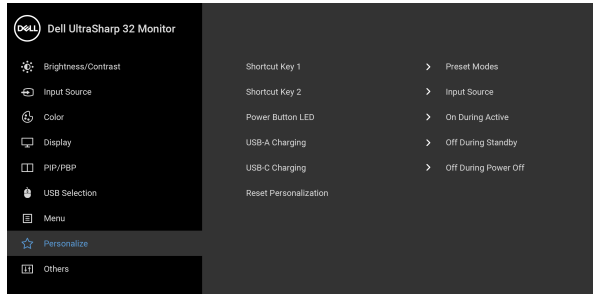 DELL Dell UltraSharp 32 Monitor
Brightness/Contrast
Input Source
Color
Display
PIP/PBP
USB Selection
Menu
Personalize
Others
Shortcut Key 1 > Preset Modes
Shortcut Key 2 > Input Source
Power Button LED > On During Active
USB-A Charging > Off During Standby
USB-C Charging > Off During Power Off
Reset Personalization